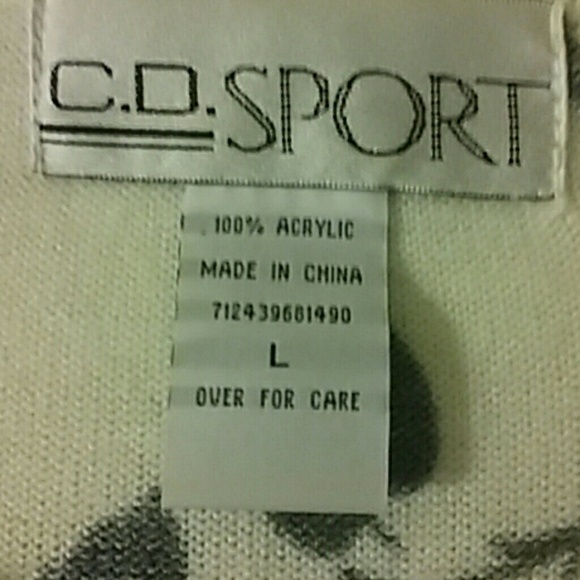 C.D. SPORT
100% ACRYLIC
MADE IN CHINA
712439681490
L
OVER FOR CARE